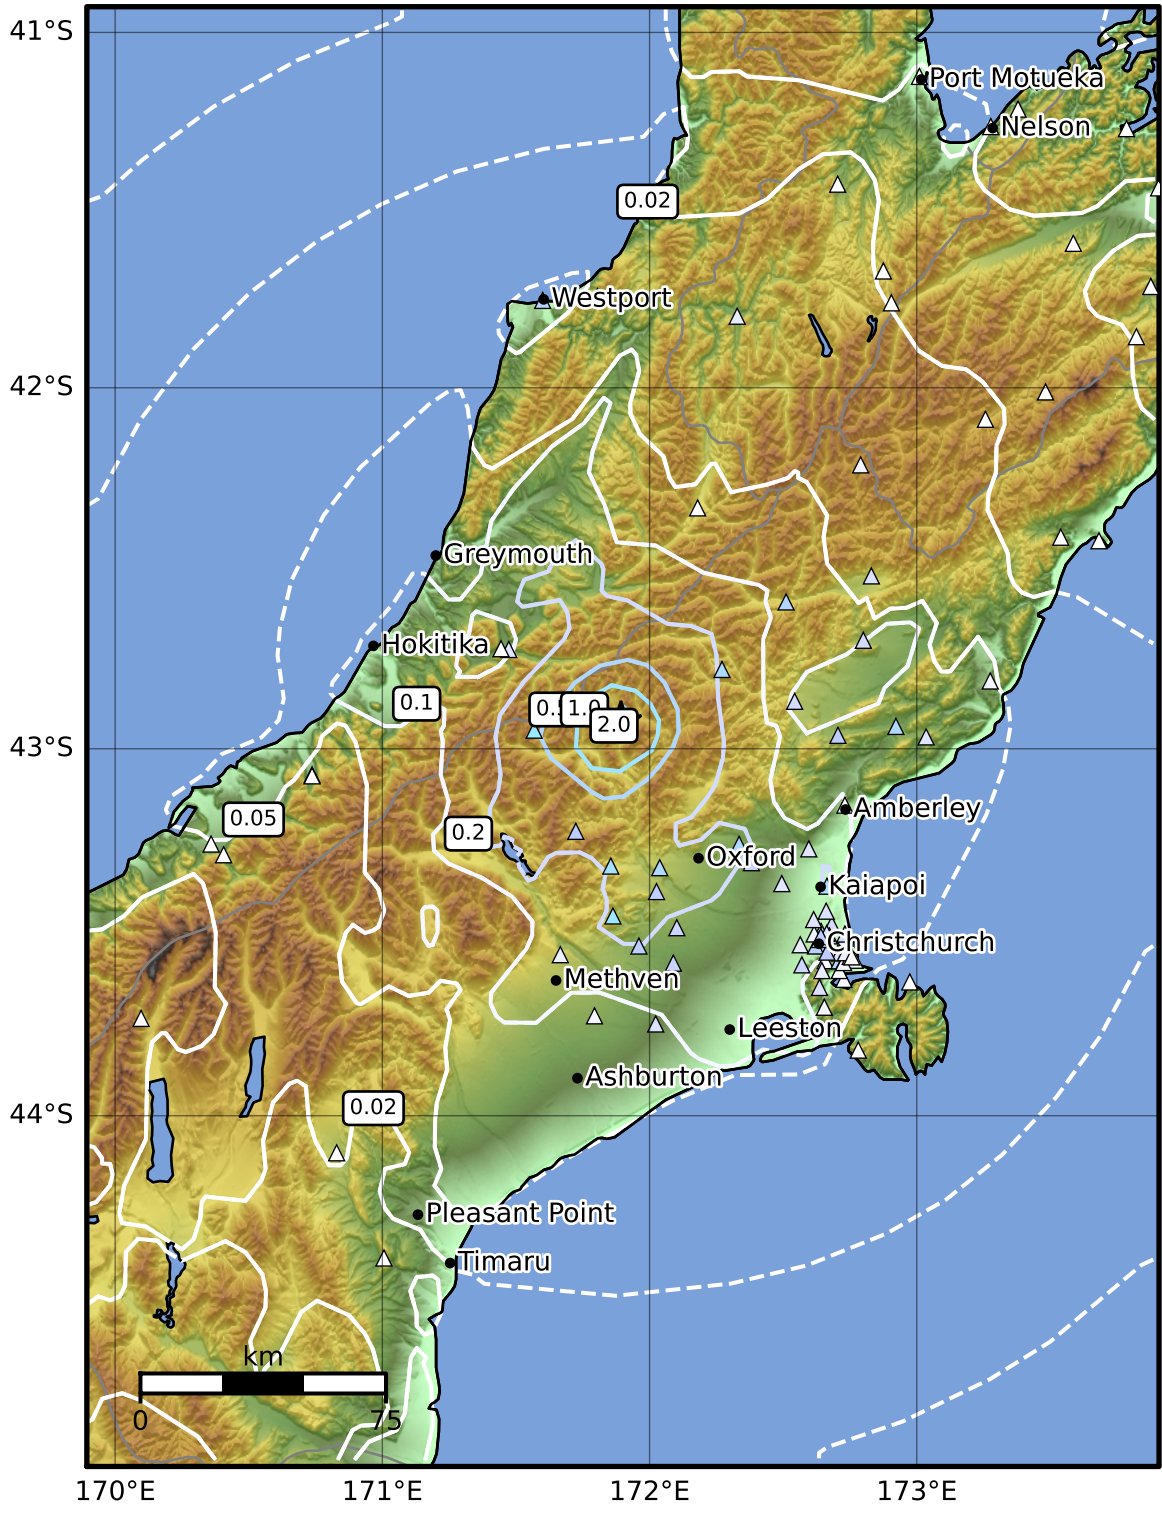 41°S
Port Motueka
Nelson
0.02
Westport
42°S
Greymouth
Hokitika
0.1
1.0
2.0
43°S
0.05
0.2
Amberley
Oxford
Kaiapoi
Christchurch
Methven
Leeston
Ashburton
0.02
44°S
Pleasant Point
Timaru
km
0
75
170°E
171°E
172°E
173°E